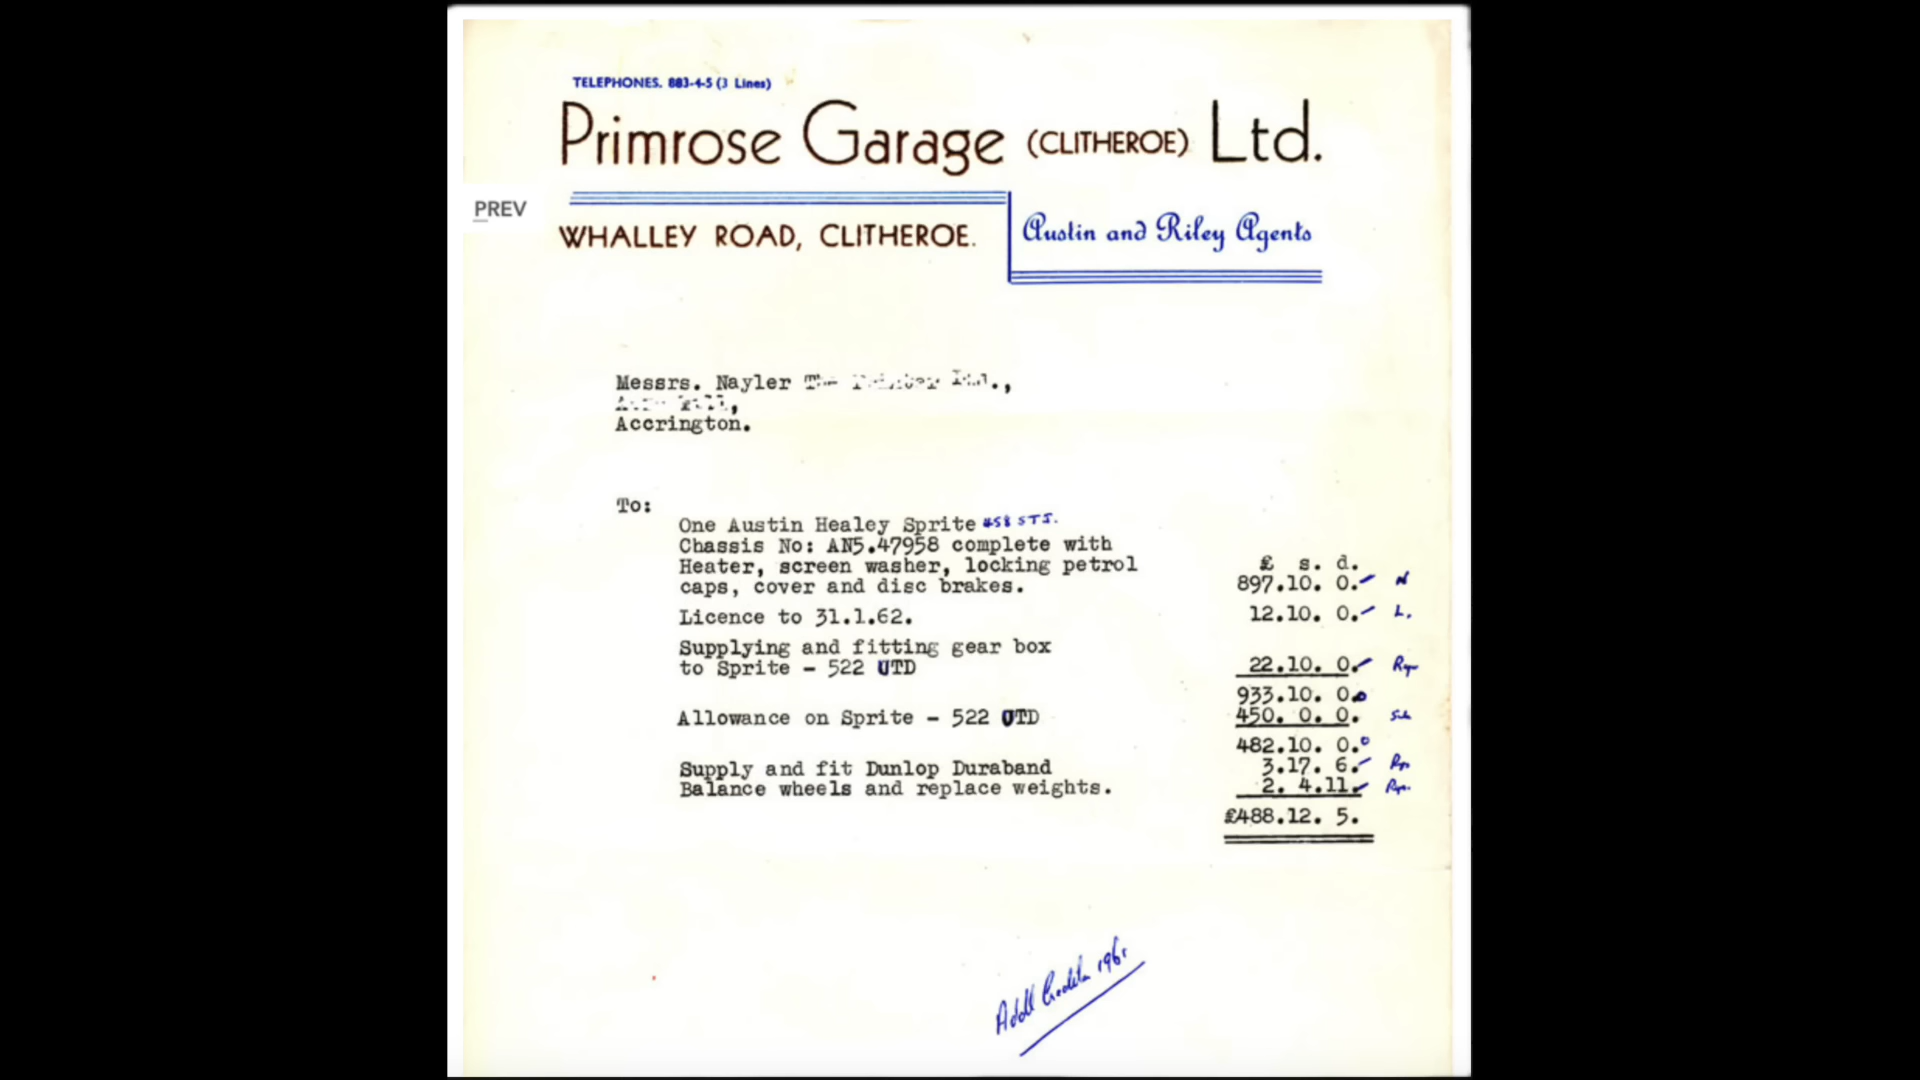 TELEPHONES. 883-4-5 (3 Lines)
Primrose Garage (CLITHEROE) Ltd.
PREV
WHALLEY ROAD, CLITHEROE.
Austin and Riley Agents
Messrs. Nayler
Accrington.
To:
One Austin Healey Sprite 458 STJ.
Chassis No: AN5.47958 complete with
£ s. d.
Heater, screen washer, locking petrol
caps, cover and disc brakes. 897.10. 0. N
Licence to 31.1.62. 12.10. 0. L.
Supplying and fitting gear box
to Sprite - 522 UTD 22.10. 0.
933.10. 0.
Allowance on Sprite - 522 UTD 450. 0. 0.
482.10. 0.
Supply and fit Dunlop Duraband 3.17. 6.
Balance wheels and replace weights. 2. 4.11.
£488.12. 5.
1961